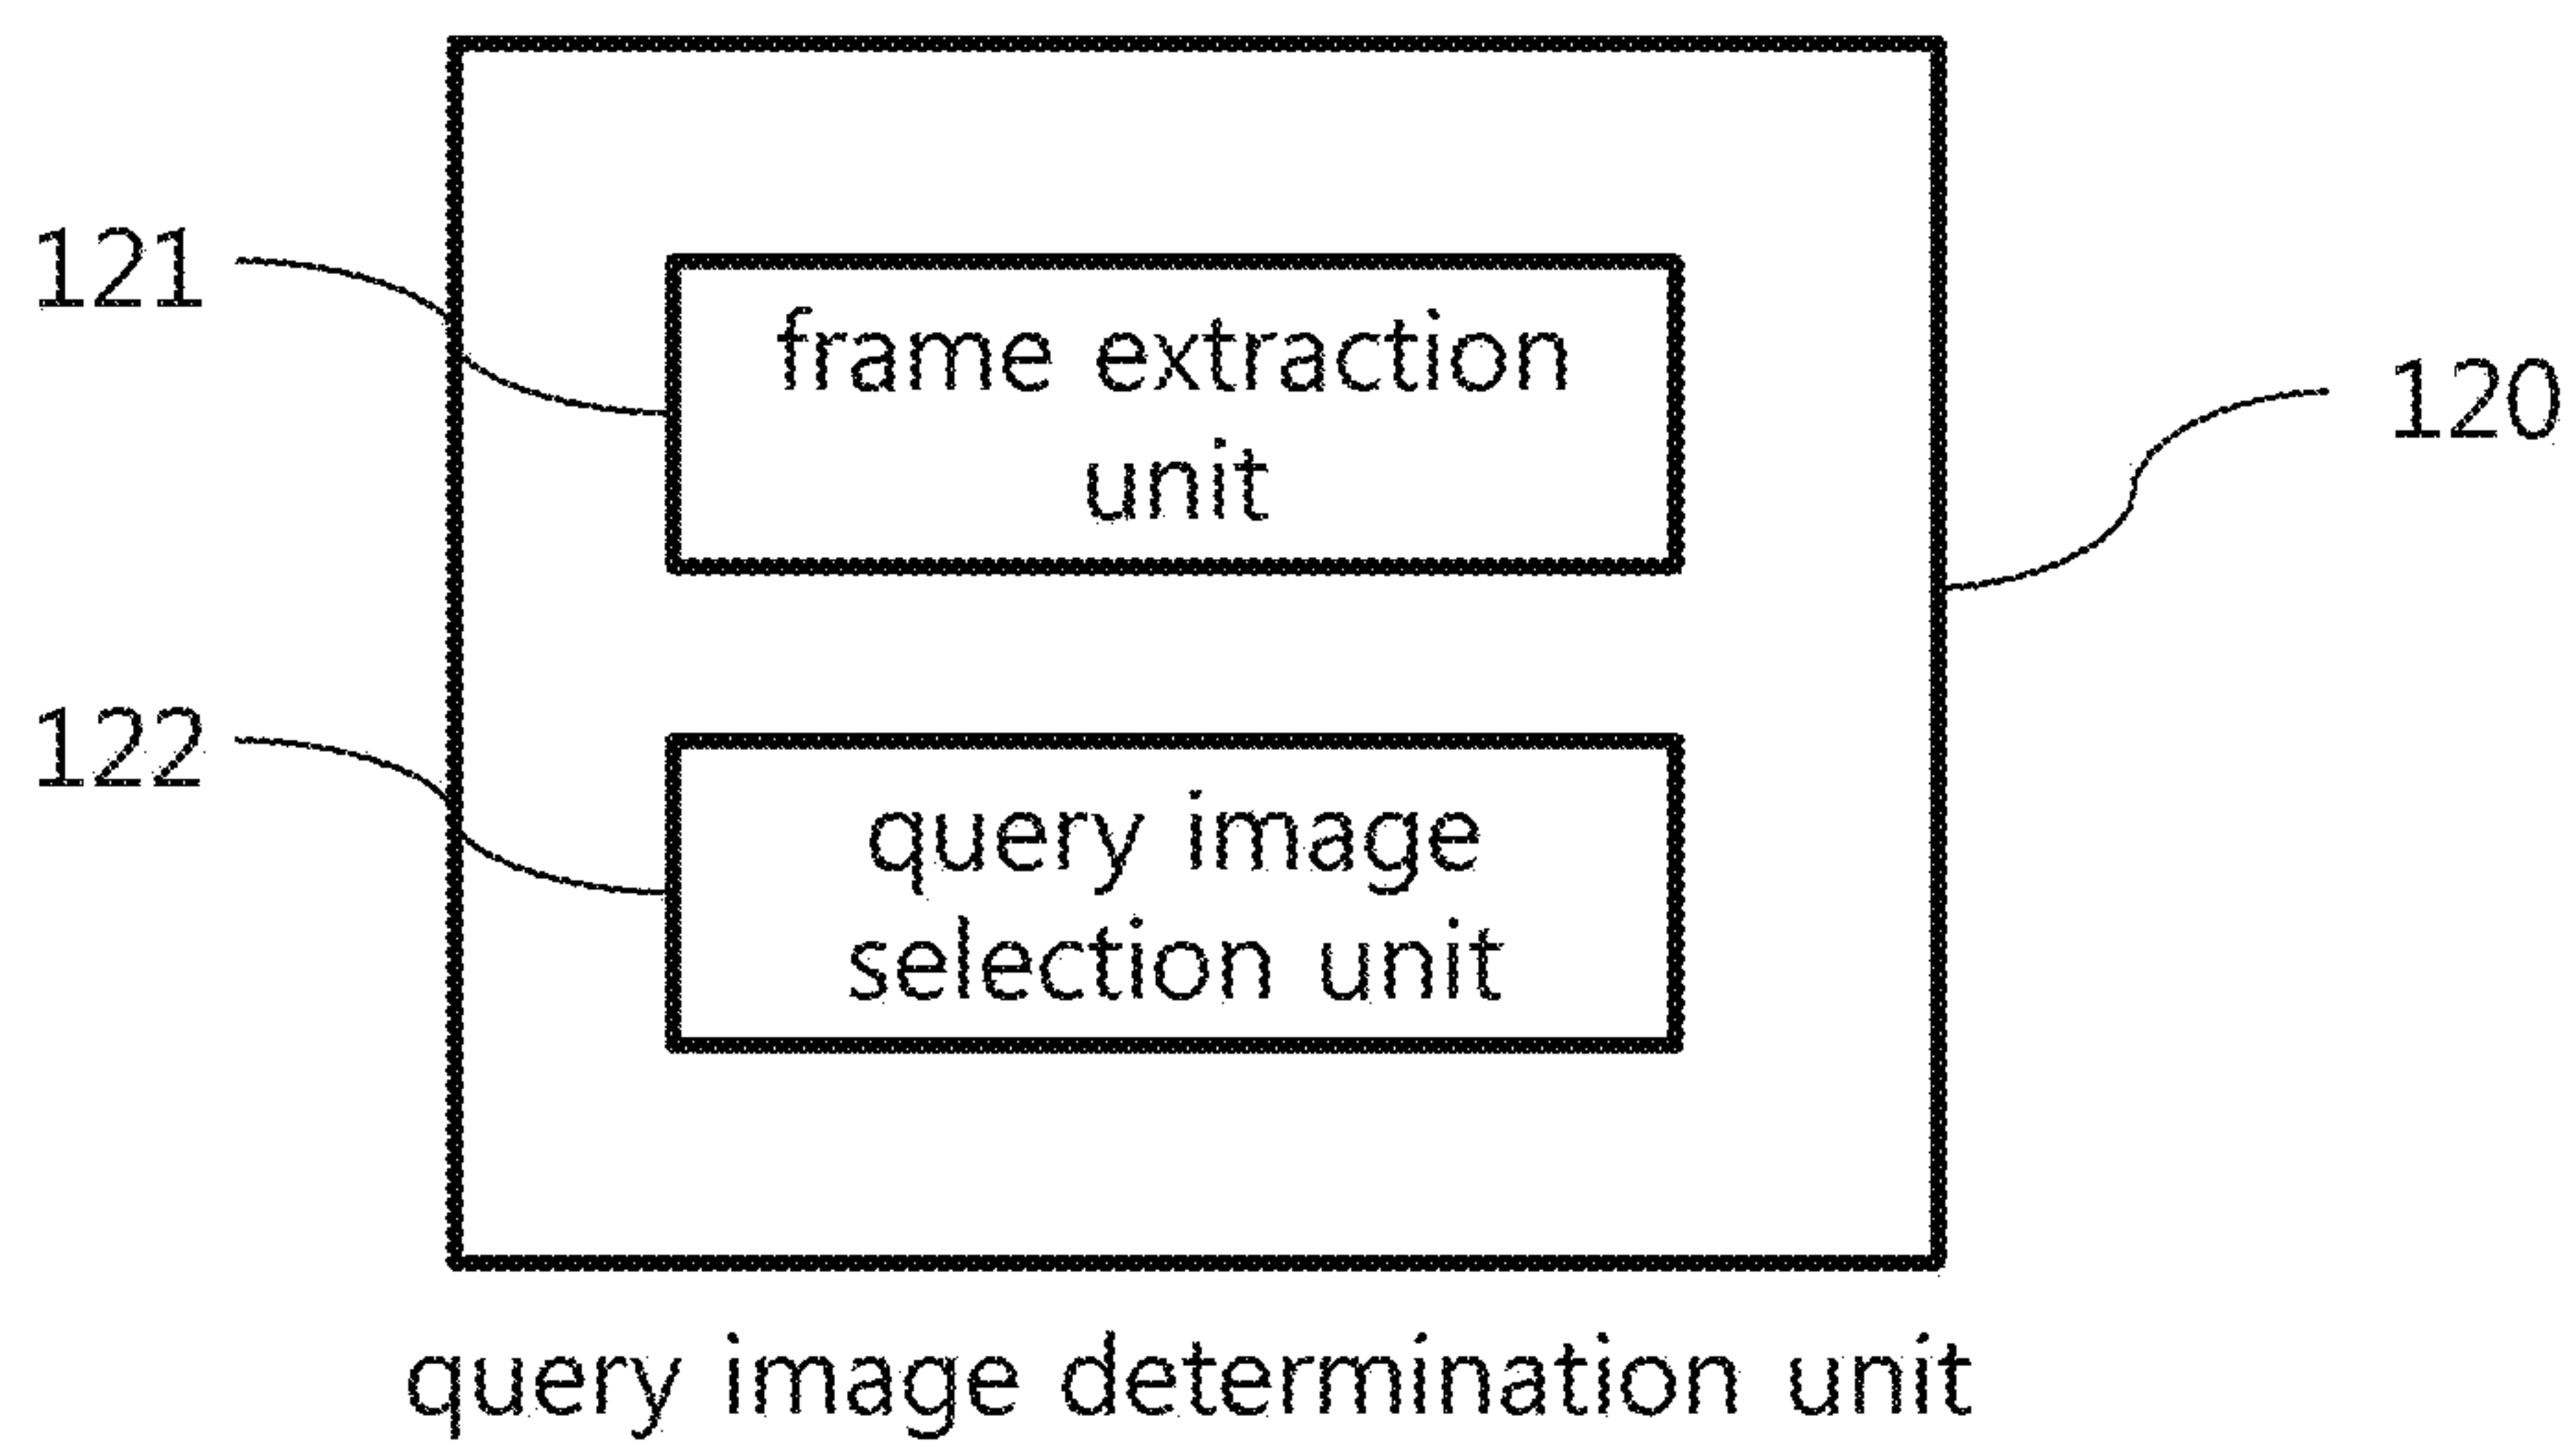 121
frame extraction
unit
120
122
query image
selection unit
query image determination unit